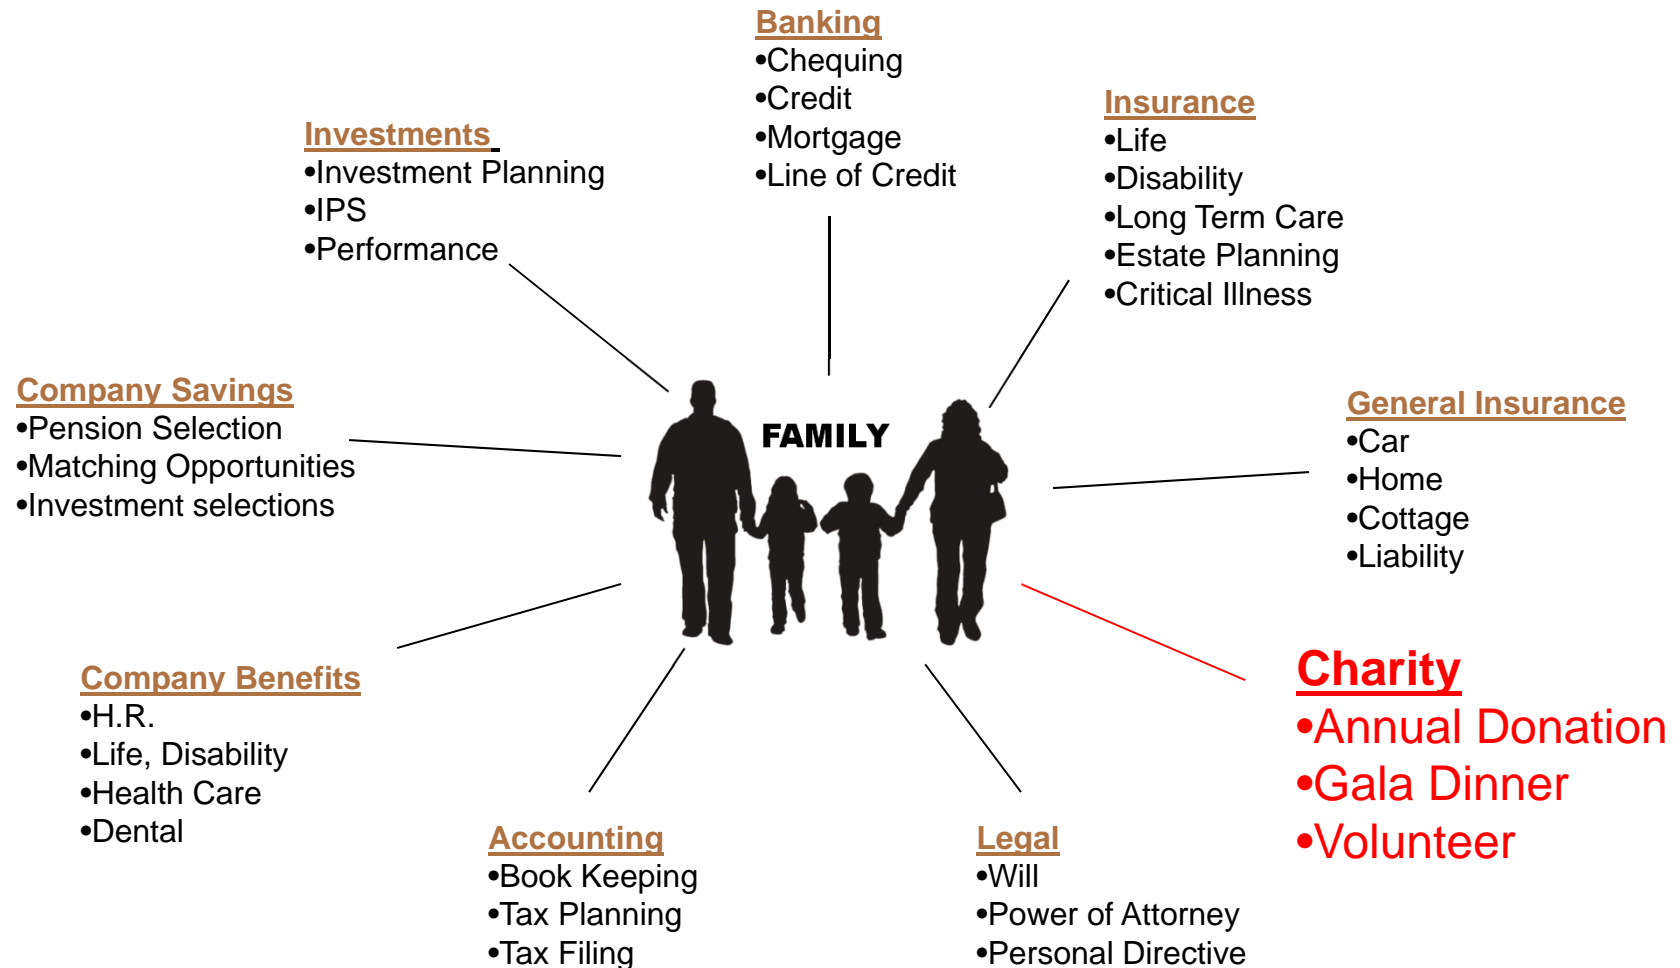 Banking
•Chequing
•Credit
•Mortgage
•Line of Credit
Insurance
•Life
•Disability
•Long Term Care
•Estate Planning
•Critical Illness
Investments
•Investment Planning
•IPS
•Performance
Company Savings
•Pension Selection
•Matching Opportunities
•Investment selections
FAMILY
General Insurance
•Car
•Home
•Cottage
•Liability
Company Benefits
•H.R.
•Life, Disability
•Health Care
•Dental
Charity
•Annual Donation
•Gala Dinner
•Volunteer
Accounting
•Book Keeping
•Tax Planning
•Tax Filing
Legal
•Will
•Power of Attorney
•Personal Directive